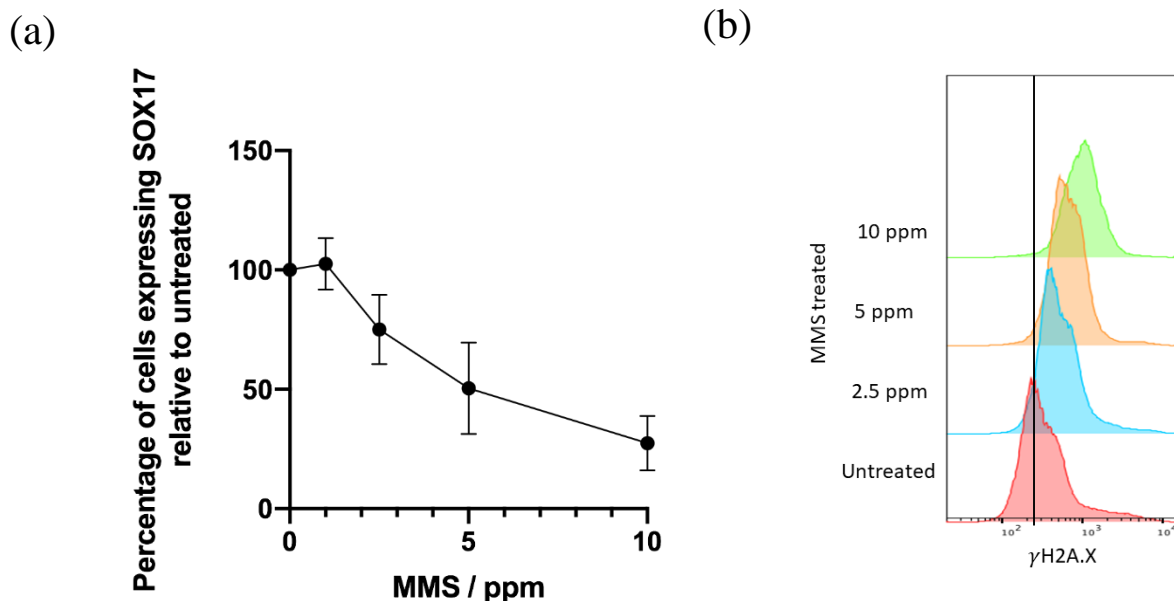 (a)
Percentage of cells expressing SOX17
relative to untreated
150
100
50
0
0
5
10
MMS / ppm
(b)
MMS treated
10 ppm
5 ppm
2.5 ppm
Untreated
10²
10³
10⁴
γH2A.X